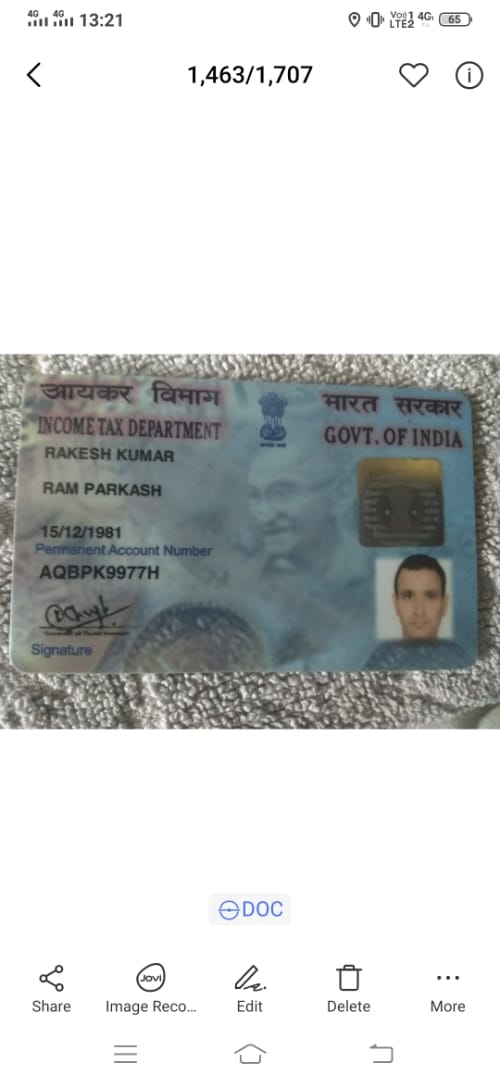 4G 4G 13:21 Vo)) 1 4G LTE2 65
1,463/1,707
आयकर विभाग
INCOME TAX DEPARTMENT
भारत सरकार
GOVT. OF INDIA
RAKESH KUMAR
RAM PARKASH
15/12/1981
Permanent Account Number
AQBPK9977H
Signature
DOC
Jovi
Share Image Reco... Edit Delete More